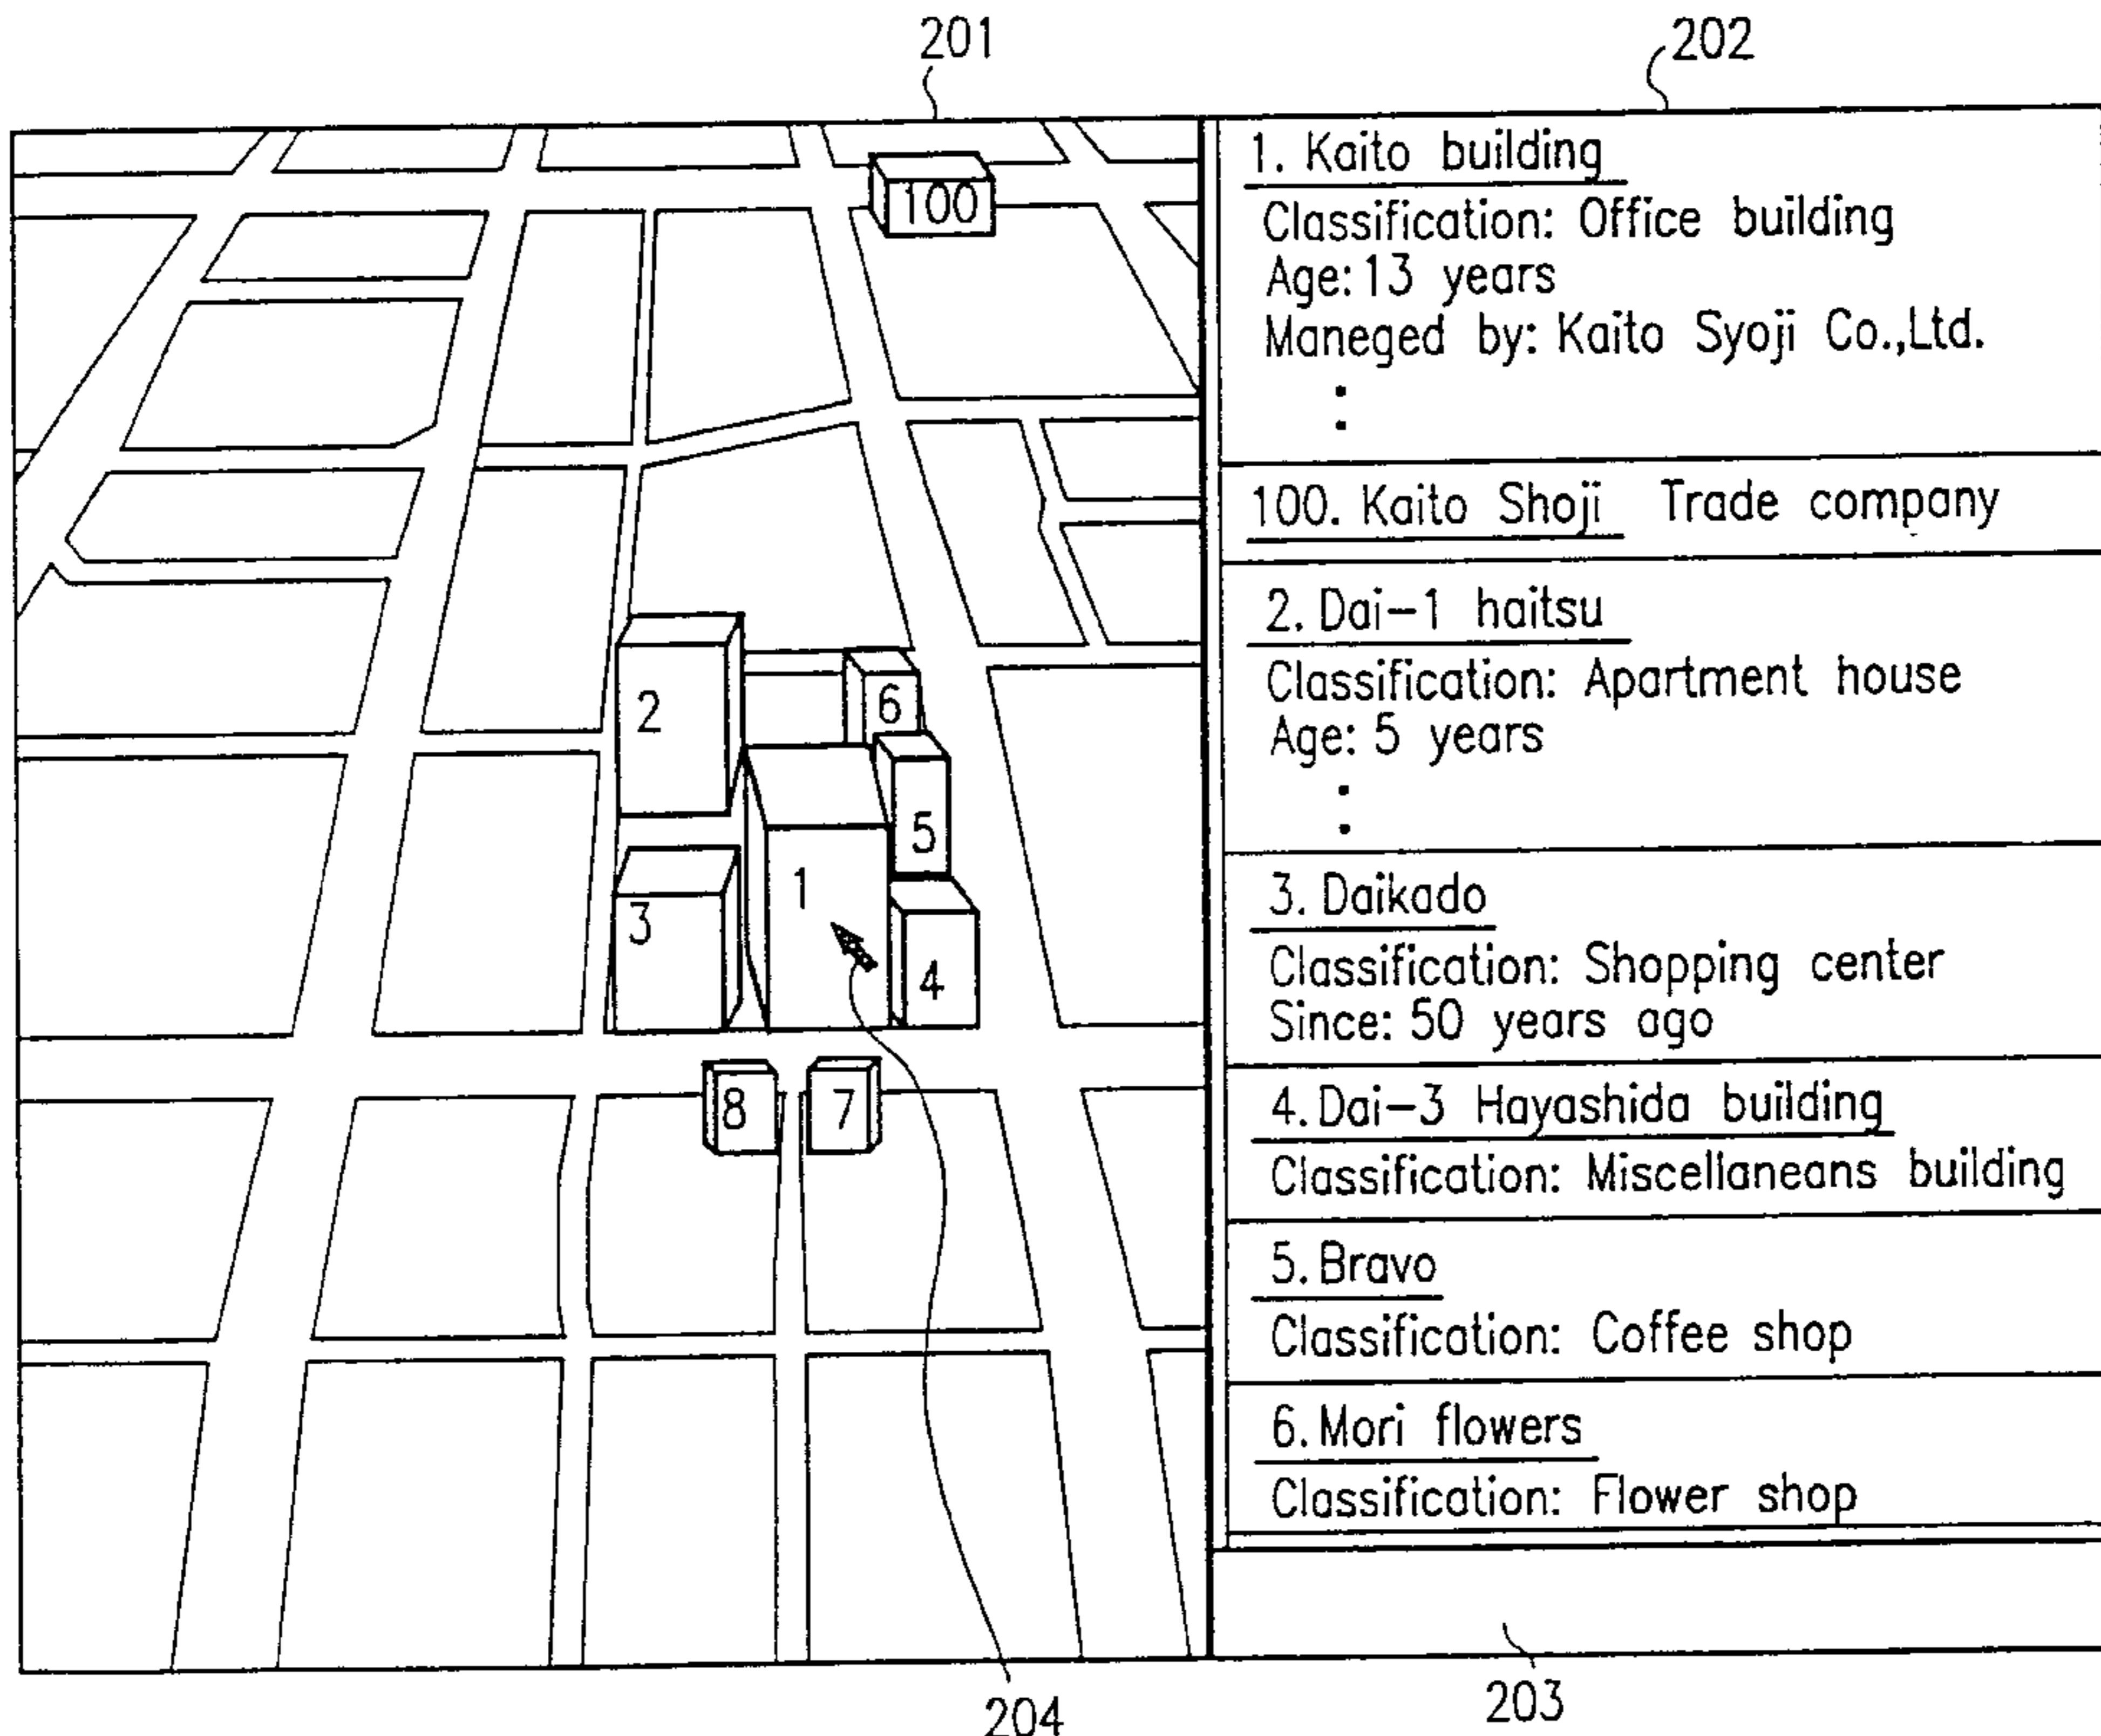 201
202
100
2
6
5
1
3
4
8
7
1. Kaito building
Classification: Office building
Age: 13 years
Maneged by: Kaito Syoji Co.,Ltd.
:
100. Kaito Shoji Trade company
2. Dai-1 haitsu
Classification: Apartment house
Age: 5 years
:
3. Daikado
Classification: Shopping center
Since: 50 years ago
4. Dai-3 Hayashida building
Classification: Miscellaneans building
5. Bravo
Classification: Coffee shop
6. Mori flowers
Classification: Flower shop
204
203